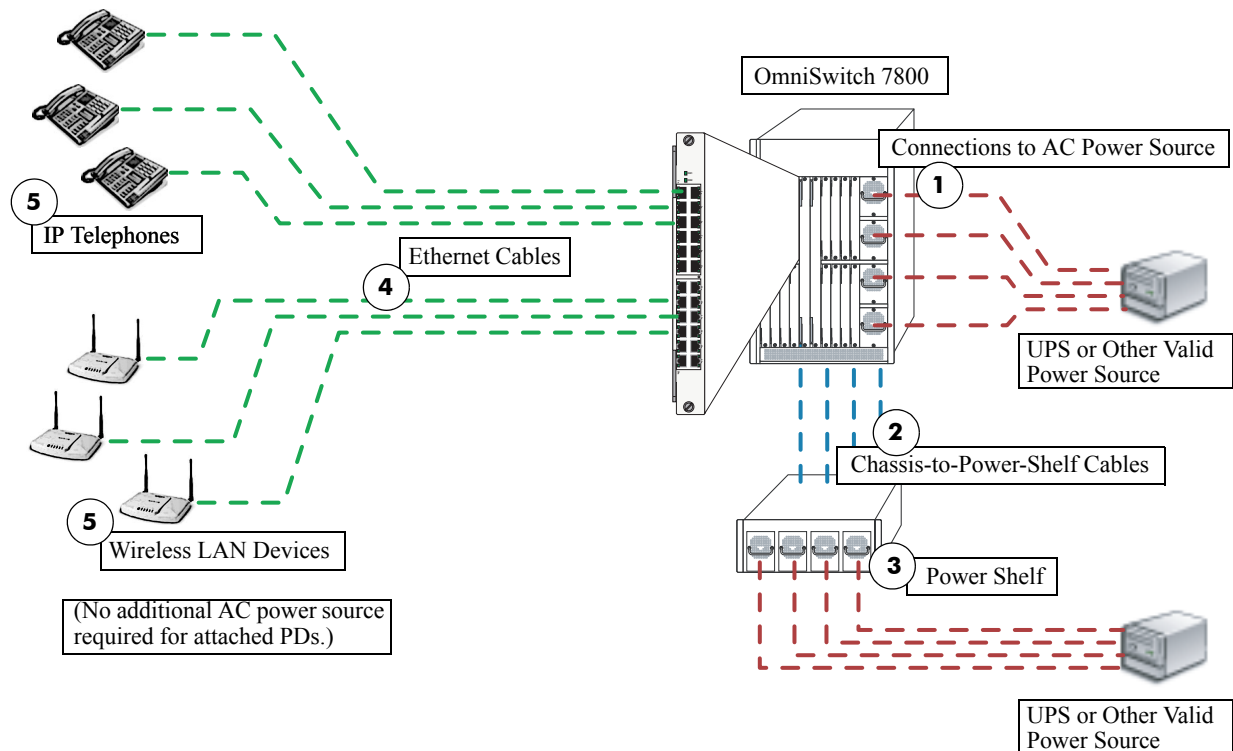 OmniSwitch 7800
Connections to AC Power Source
1
5
IP Telephones
Ethernet Cables
4
UPS or Other Valid
Power Source
2
Chassis-to-Power-Shelf Cables
5
Wireless LAN Devices
3
Power Shelf
(No additional AC power source
required for attached PDs.)
UPS or Other Valid
Power Source